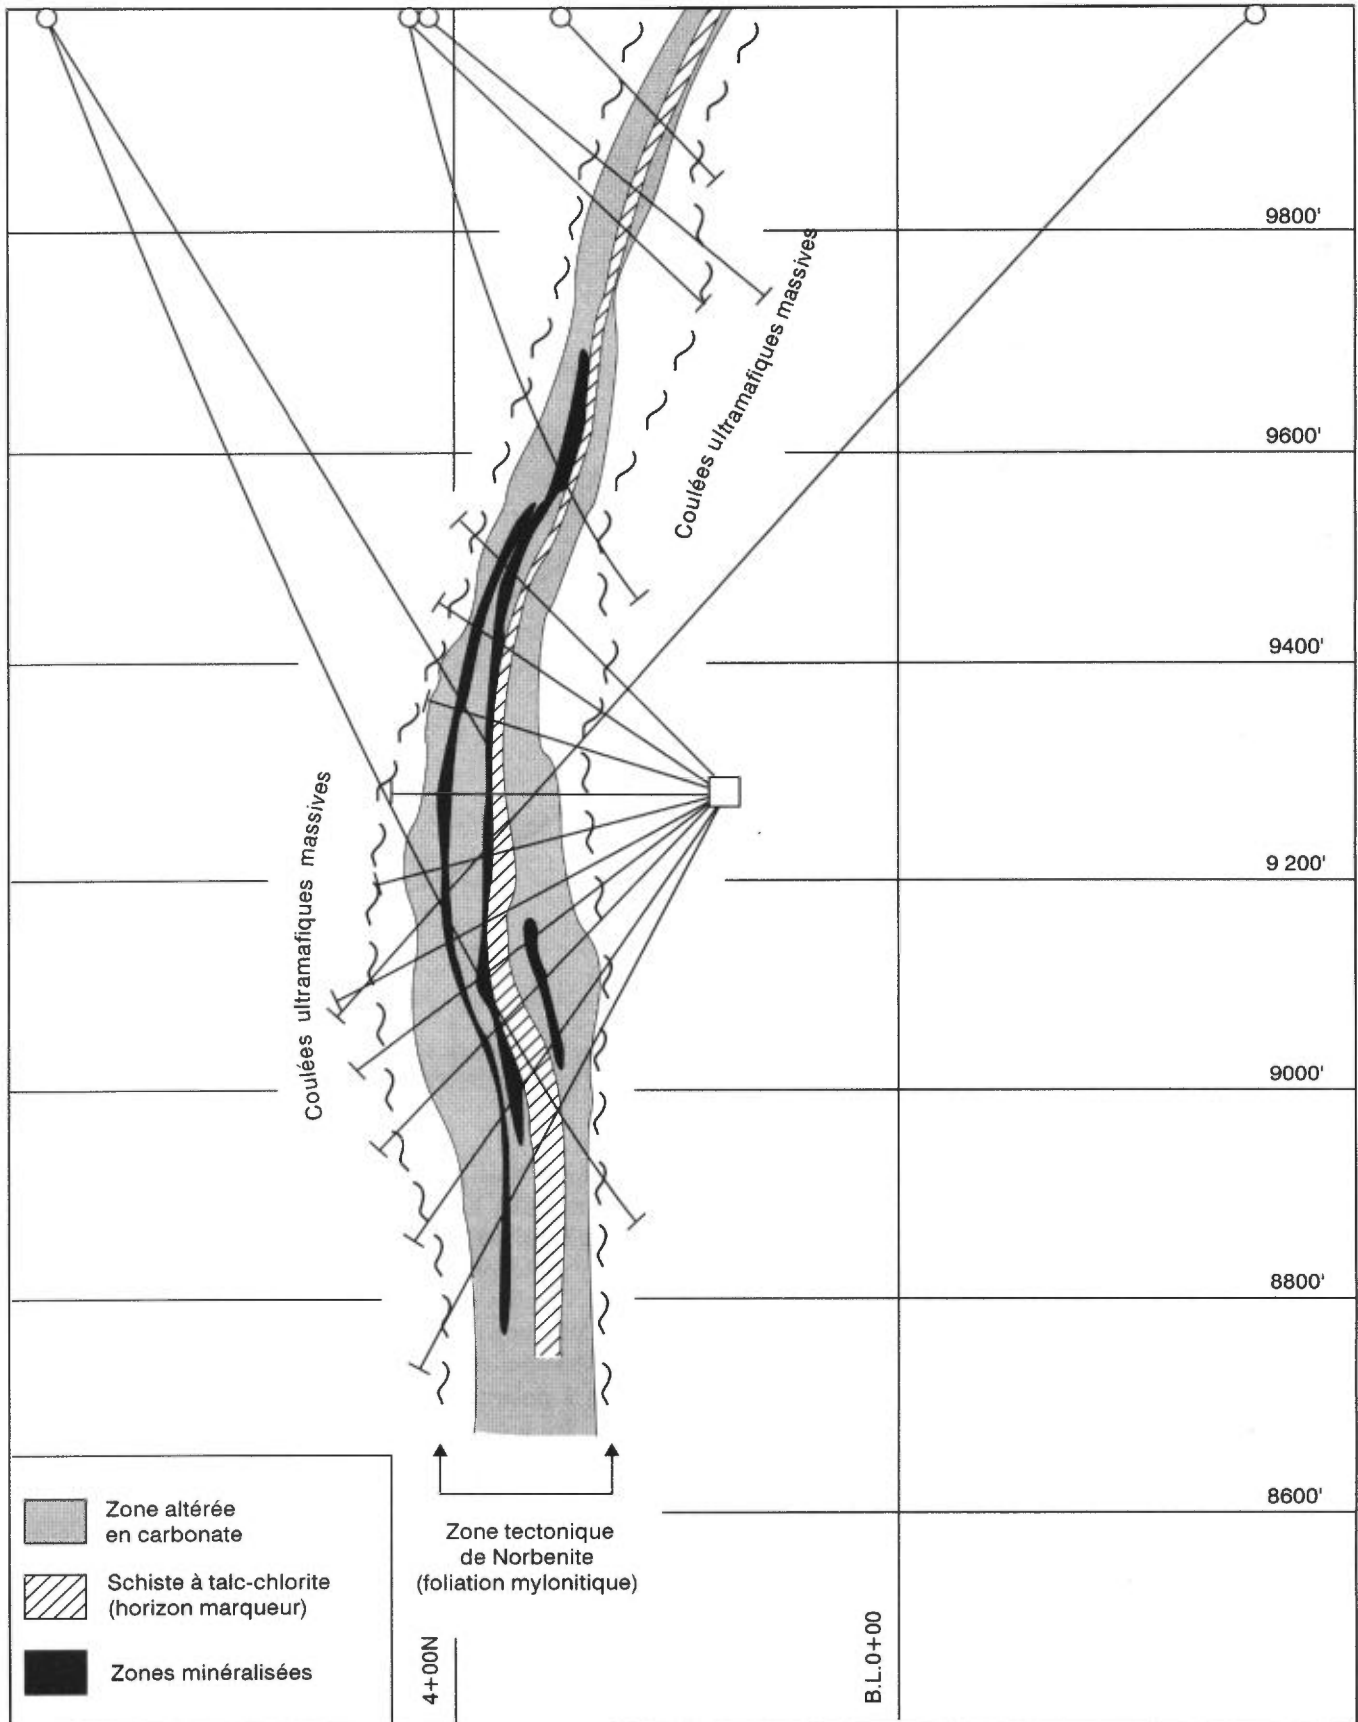 9800'
Coulées ultramafiques massives
9600'
9400'
Coulées ultramafiques massives
9 200'
9000'
8800'
8600'
Zone altérée
en carbonate
Schiste à talc-chlorite
(horizon marqueur)
Zones minéralisées
Zone tectonique
de Norbenite
(foliation mylonitique)
4+00N
B.L.0+00